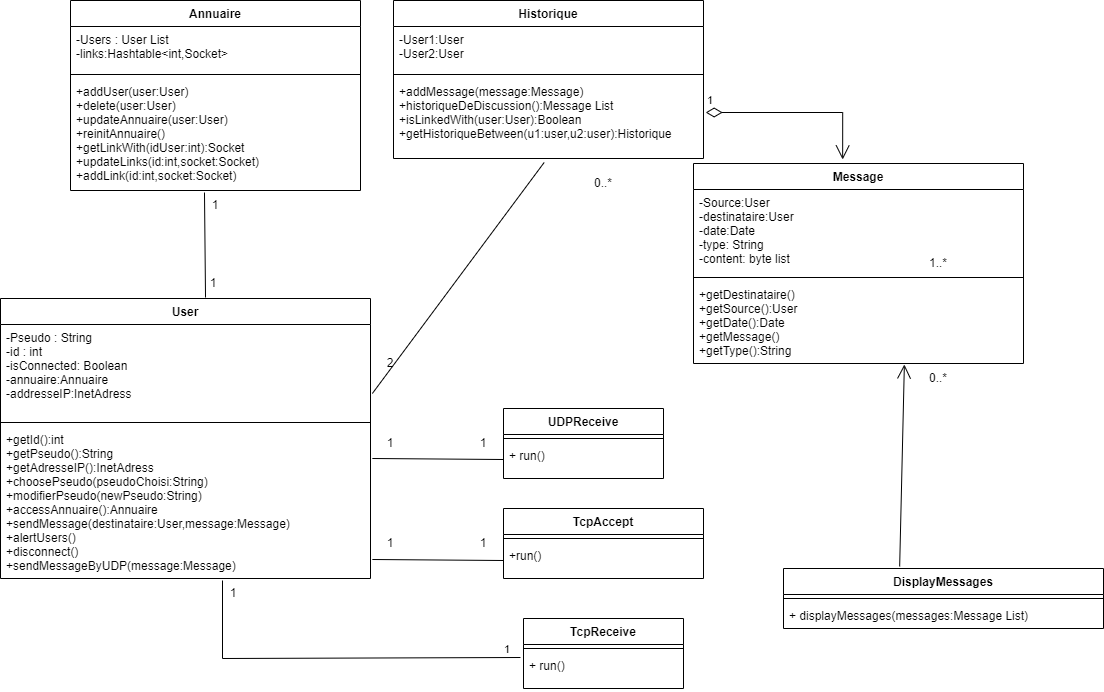 Annuaire
-Users : User List
-links:Hashtable<int,Socket>
+addUser(user:User)
+delete(user:User)
+updateAnnuaire(user:User)
+reinitAnnuaire()
+getLinkWith(idUser:int):Socket
+updateLinks(id:int,socket:Socket)
+addLink(id:int,socket:Socket)
Historique
-User1:User
-User2:User
+addMessage(message:Message)
+historiqueDeDiscussion():Message List
+isLinkedWith(user:User):Boolean
+getHistoriqueBetween(u1:user,u2:user):Historique
1
0..*
Message
-Source:User
-destinataire:User
-date:Date
-type: String
-content: byte list
1..*
+getDestinataire()
+getSource():User
+getDate():Date
+getMessage()
+getType():String
1
1
User
-Pseudo : String
-id : int
-isConnected: Boolean
-annuaire:Annuaire
-addresseIP:InetAdress
+getId():int
+getPseudo():String
+getAdresseIP():InetAdress
+choosePseudo(pseudoChoisi:String)
+modifierPseudo(newPseudo:String)
+accessAnnuaire():Annuaire
+sendMessage(destinataire:User,message:Message)
+alertUsers()
+disconnect()
+sendMessageByUDP(message:Message)
2
0..*
1
1
UDPReceive
+ run()
1
1
TcpAccept
+run()
1
1
TcpReceive
+ run()
DisplayMessages
+ displayMessages(messages:Message List)